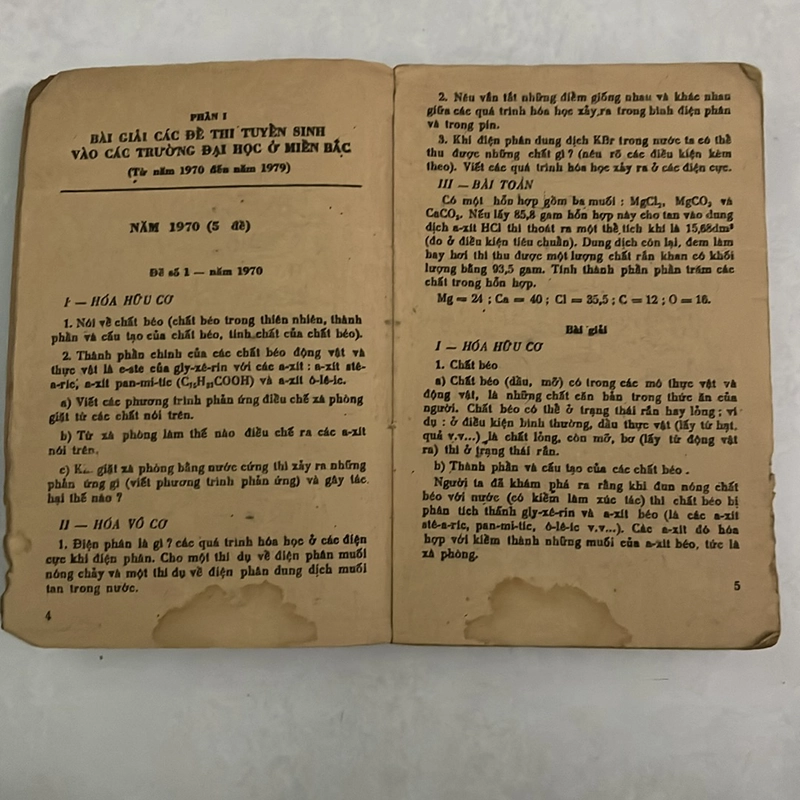 PHẦN I
BÀI GIẢI CÁC ĐỀ THI TUYỂN SINH
VÀO CÁC TRƯỜNG ĐẠI HỌC Ở MIỀN BẮC
(Từ năm 1970 đến năm 1979)
NĂM 1970 (5 đề)
Đề số 1 — năm 1970
I — HÓA HỮU CƠ
1. Nói về chất béo (chất béo trong thiên nhiên, thành
phần và cấu tạo của chất béo, tính chất của chất béo).
2. Thành phần chính của các chất béo động vật và
thực vật là e-ste của gly-xê-rin với các a-xit : a-xit stê-
a-ric, a-xit pan-mi-tic (C₁₅H₃₁COOH) và a-xit ô-lê-ic.
a) Viết các phương trình phản ứng điều chế xà phòng
giặt từ các chất nói trên.
b) Từ xà phòng làm thế nào điều chế ra các a-xit
nói trên.
c) giặt xà phòng bằng nước cứng thì xảy ra những
phản ứng gì (viết phương trình phản ứng) và gây tác
hại thế nào ?
II — HÓA VÔ CƠ
1. Điện phân là gì ? các quá trình hóa học ở các điện
cực khi điện phân. Cho một thí dụ về điện phân muối
nóng chảy và một thí dụ về điện phân dung dịch muối
tan trong nước.
4
2. Nêu vắn tắt những điểm giống nhau và khác nhau
giữa các quá trình hóa học xảy ra trong bình điện phân
và trong pin.
3. Khi điện phân dung dịch KBr trong nước ta có thể
thu được những chất gì ? (nêu rõ các điều kiện kèm
theo). Viết các quá trình hóa học xảy ra ở các điện cực.
III — BÀI TOÁN
Có một hỗn hợp gồm ba muối : MgCl₂, MgCO₃ và
CaCO₃. Nếu lấy 85,8 gam hỗn hợp này cho tan vào dung
dịch a-xit HCl thì thoát ra một thể tích khí là 15,68dm³
(đo ở điều kiện tiêu chuẩn). Dung dịch còn lại, đem làm
bay hơi thì thu được một lượng chất rắn khan có khối
lượng bằng 93,5 gam. Tính thành phần phần trăm các
chất trong hỗn hợp.
Mg = 24 ; Ca = 40 ; Cl = 35,5 ; C = 12 ; O = 16.
Bài giải
I — HÓA HỮU CƠ
1. Chất béo
a) Chất béo (dầu, mỡ) có trong các mô thực vật và
động vật, là những chất căn bản trong thức ăn của
người. Chất béo có thể ở trạng thái rắn hay lỏng ; ví
dụ : ở điều kiện bình thường, dầu thực vật (lấy từ hạt,
quả v.v...) là chất lỏng, còn mỡ, bơ (lấy từ động vật
ra) thì ở trạng thái rắn.
b) Thành phần và cấu tạo của các chất béo .
Người ta đã khám phá ra rằng khi đun nóng chất
béo với nước (có kiềm làm xúc tác) thì chất béo bị
phân tích thành gly-xê-rin và a-xit béo (là các a-xit
stê-a-ric, pan-mi-tic, ô-lê-ic v.v...). Các a-xit đó hóa
hợp với kiềm thành những muối của a-xit béo, tức là
xà phòng.
5